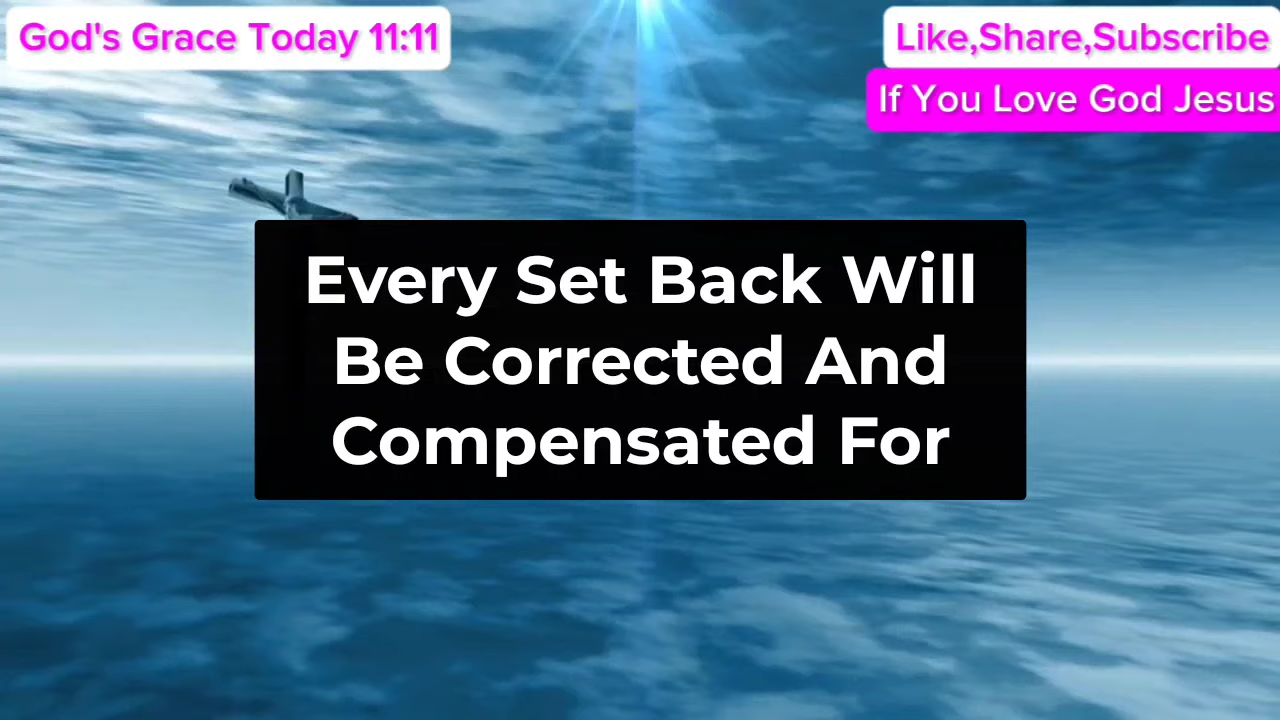 God's Grace Today 11:11
Like,Share,Subscribe
If You Love God Jesus
Every Set Back Will
Be Corrected And
Compensated For